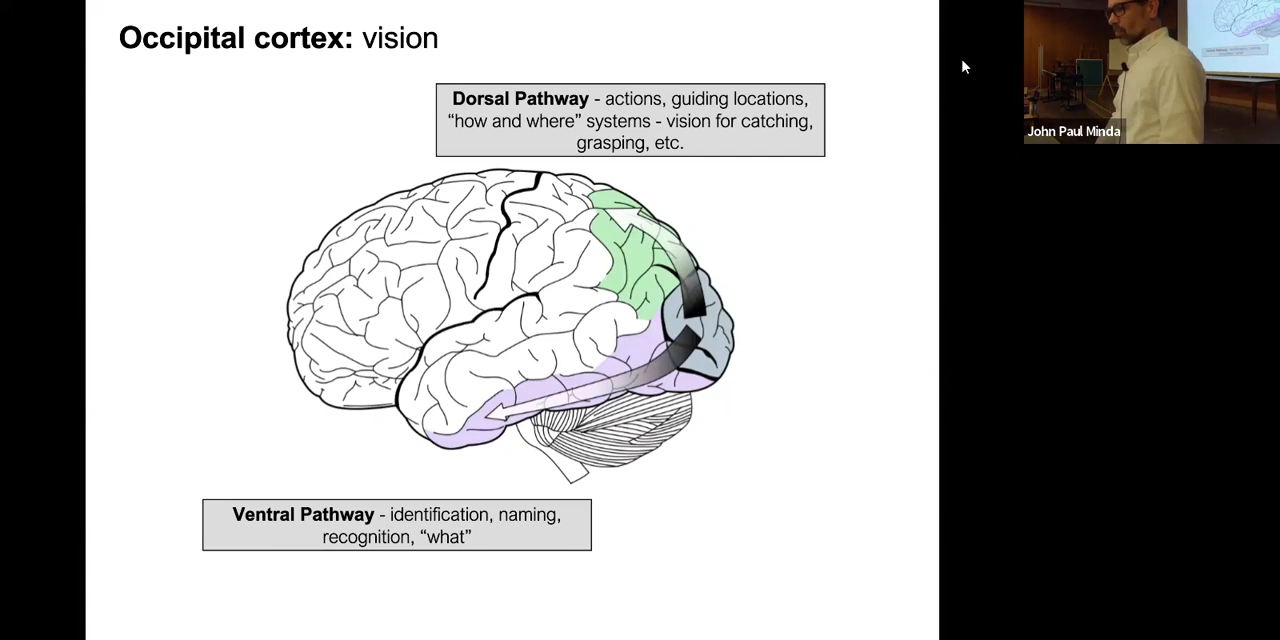 Occipital cortex: vision
Dorsal Pathway - actions, guiding locations,
“how and where” systems - vision for catching,
grasping, etc.
John Paul Minda
Ventral Pathway - identification, naming,
recognition, “what”